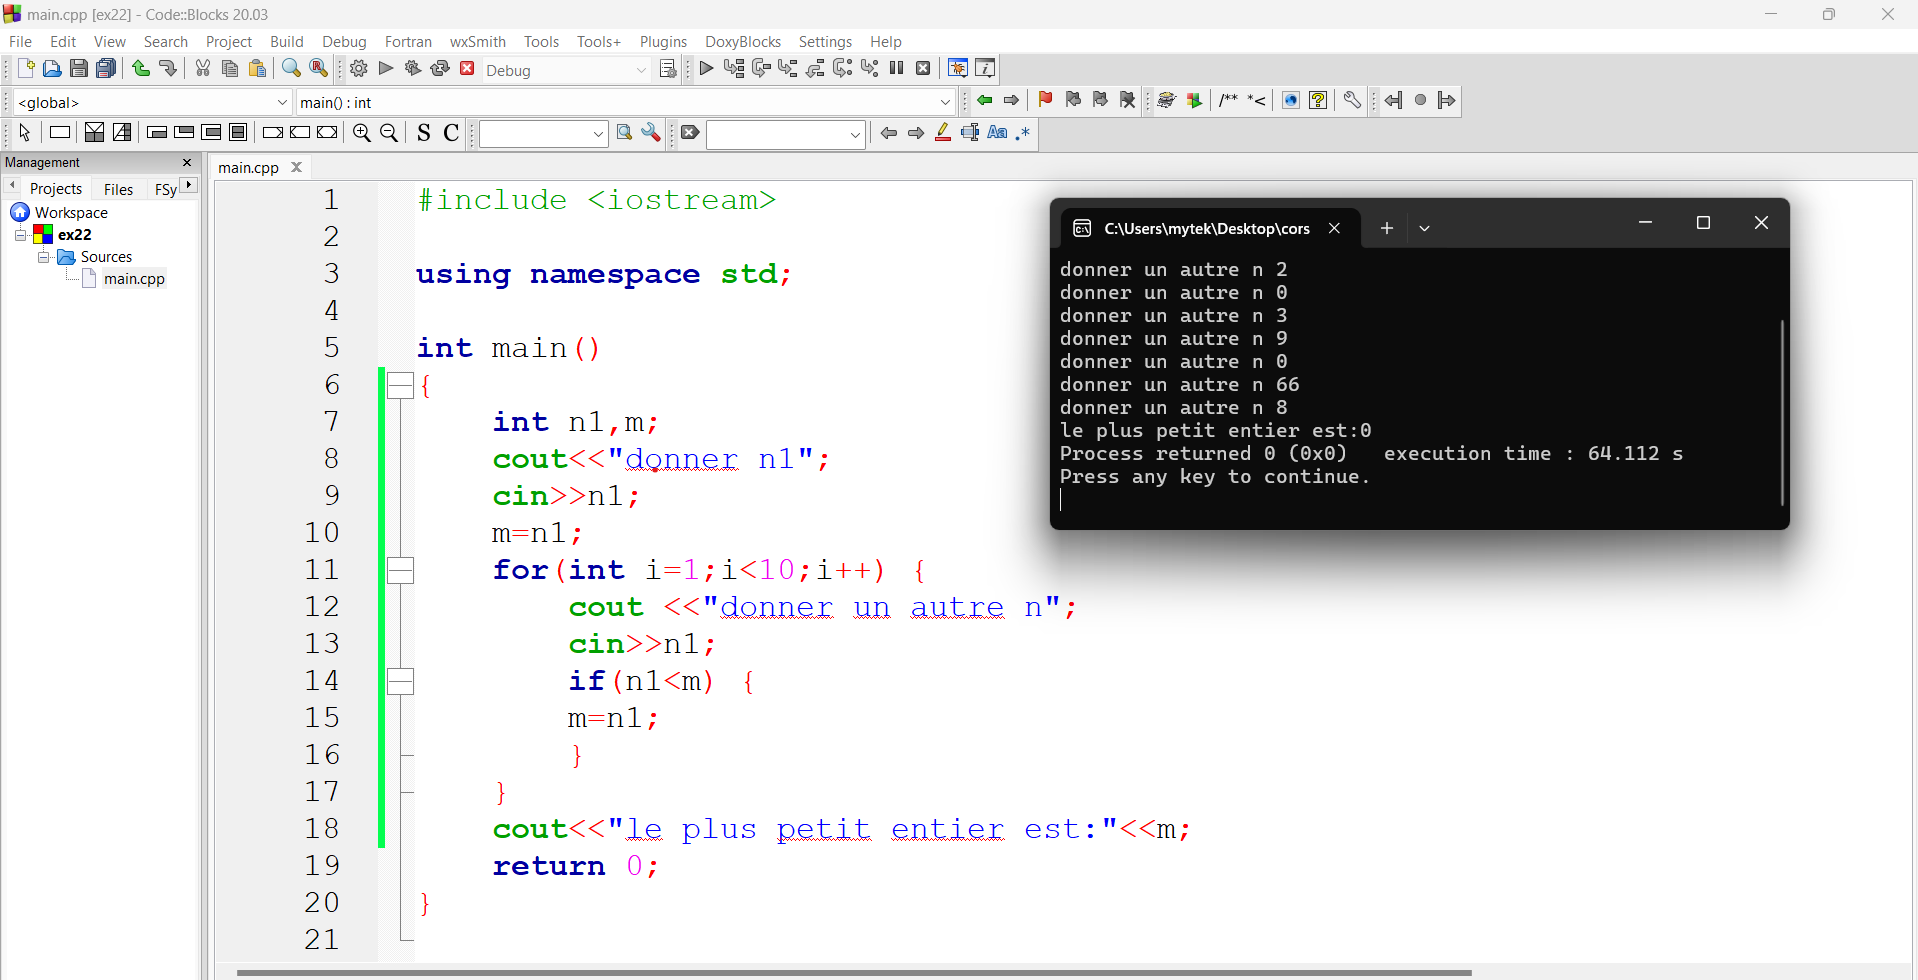 main.cpp [ex22] - Code::Blocks 20.03
File Edit View Search Project Build Debug Fortran wxSmith Tools Tools+ Plugins DoxyBlocks Settings Help
Debug
<global>
main() : int
/** *<
S C
Aa .*
Management
Projects Files FSy
Workspace
ex22
Sources
main.cpp
main.cpp
1 #include <iostream>
2
3 using namespace std;
4
5 int main()
6 {
7 int n1,m;
8 cout<<"donner n1";
9 cin>>n1;
10 m=n1;
11 for(int i=1;i<10;i++) {
12 cout <<"donner un autre n";
13 cin>>n1;
14 if(n1<m) {
15 m=n1;
16 }
17 }
18 cout<<"le plus petit entier est:"<<m;
19 return 0;
20 }
21
C:\Users\mytek\Desktop\cors
donner un autre n 2
donner un autre n 0
donner un autre n 3
donner un autre n 9
donner un autre n 0
donner un autre n 66
donner un autre n 8
le plus petit entier est:0
Process returned 0 (0x0)   execution time : 64.112 s
Press any key to continue.